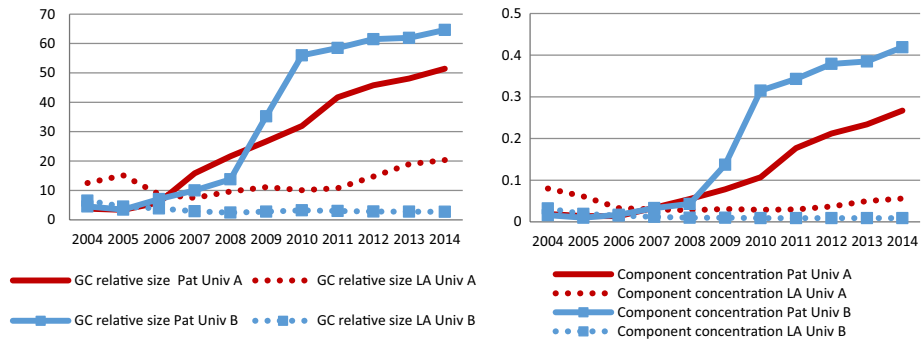 70
60
50
40
30
20
10
0
2004 2005 2006 2007 2008 2009 2010 2011 2012 2013 2014
GC relative size Pat Univ A
GC relative size LA Univ A
GC relative size Pat Univ B
GC relative size LA Univ B
0.5
0.4
0.3
0.2
0.1
0
2004 2005 2006 2007 2008 2009 2010 2011 2012 2013 2014
Component concentration Pat Univ A
Component concentration LA Univ A
Component concentration Pat Univ B
Component concentration LA Univ B